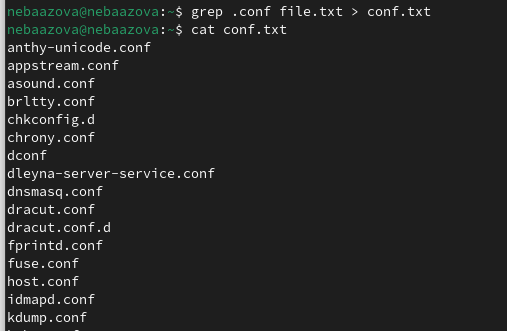 nebaazova@nebaazova:~$ grep .conf file.txt > conf.txt
nebaazova@nebaazova:~$ cat conf.txt
anthy-unicode.conf
appstream.conf
asound.conf
brltty.conf
chkconfig.d
chrony.conf
dconf
dleyna-server-service.conf
dnsmasq.conf
dracut.conf
dracut.conf.d
fprintd.conf
fuse.conf
host.conf
idmapd.conf
kdump.conf